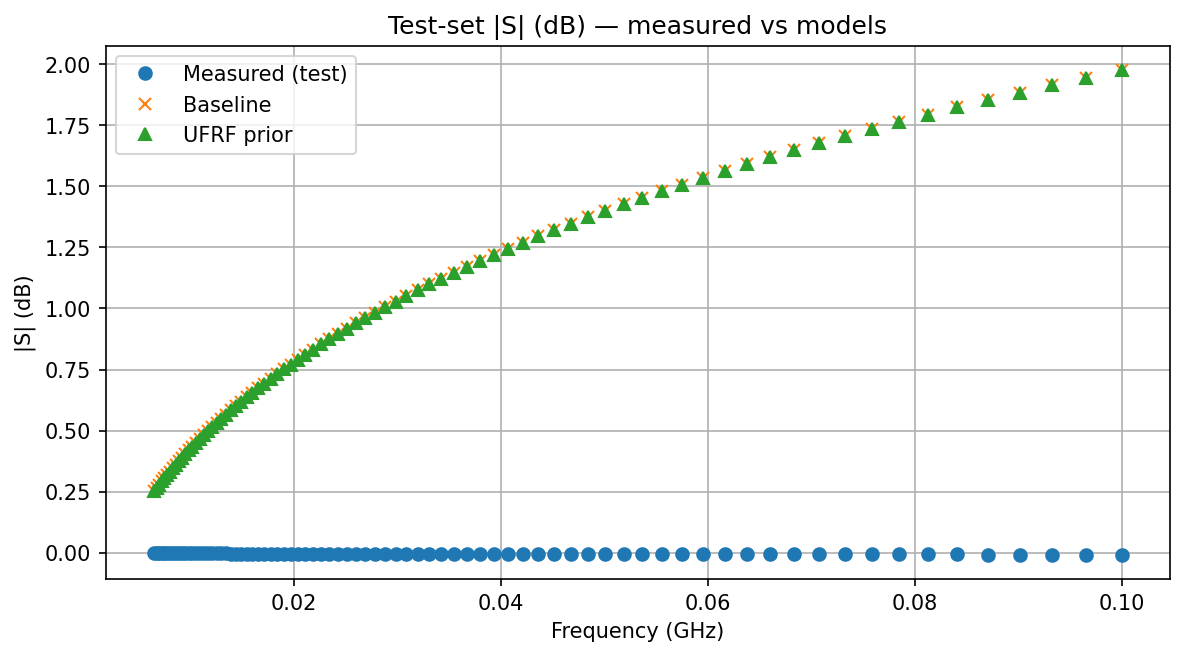 Test-set |S| (dB) — measured vs models
Measured (test)
Baseline
UFRF prior
|S| (dB)
2.00
1.75
1.50
1.25
1.00
0.75
0.50
0.25
0.00
0.02 0.04 0.06 0.08 0.10
Frequency (GHz)